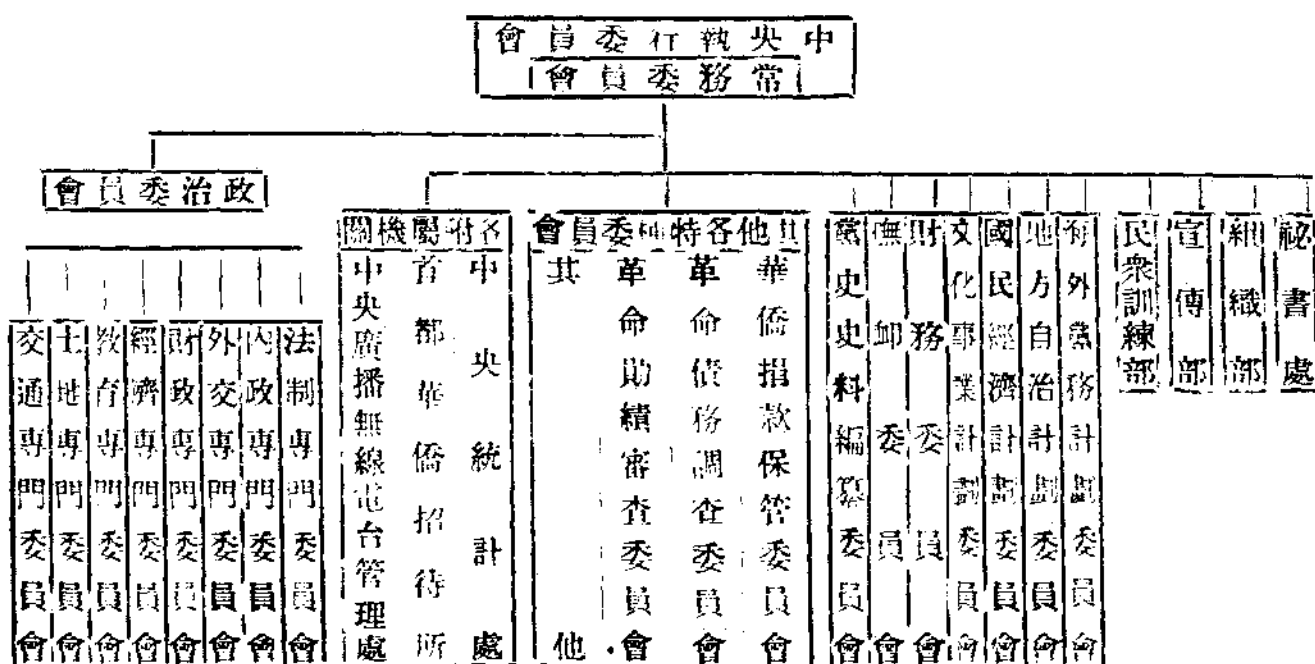 中央執行委員會
常務委員會
祕書處
組織部
宣傳部
民衆訓練部
海外黨務計劃委員會
地方自治計劃委員會
國民經濟計劃委員會
文化事業計劃委員會
財務委員會
撫卹委員會
黨史史料編纂委員會
其他各特種委員會
華僑捐款保管委員會
革命債務調查委員會
革命勛績審查委員會
其他
各附屬機關
中央統計處
首都華僑招待所
中央廣播無線電台管理處
政治委員會
法制專門委員會
內政專門委員會
外交專門委員會
財政專門委員會
經濟專門委員會
教育專門委員會
土地專門委員會
交通專門委員會